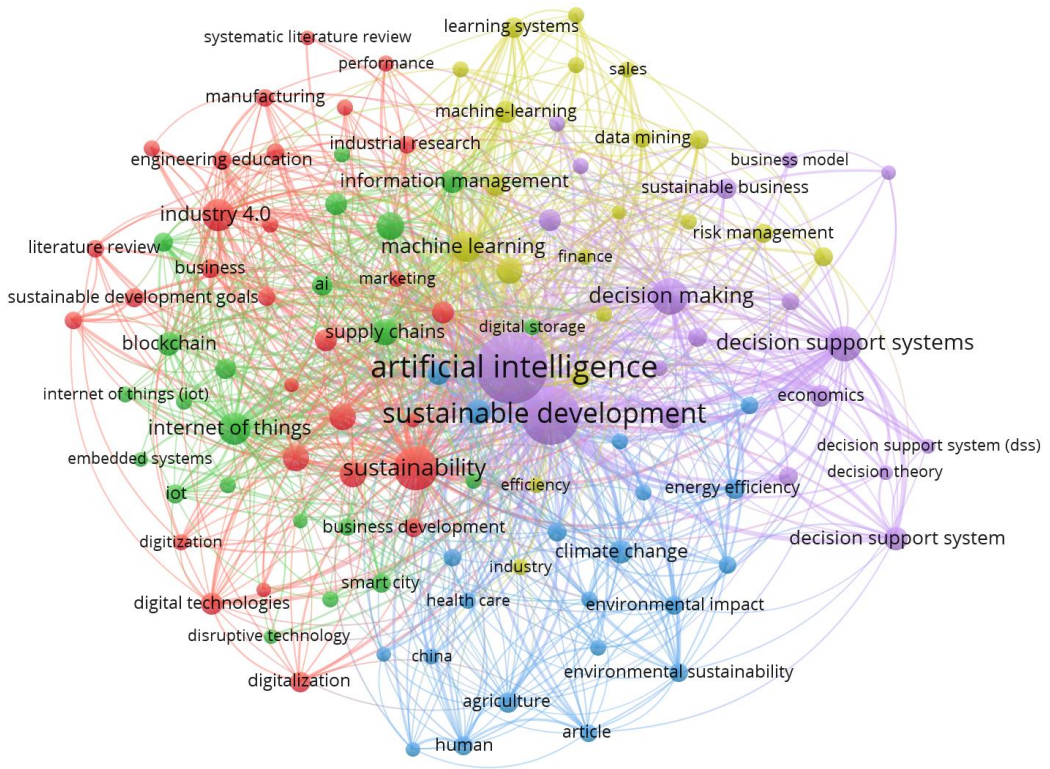 learning systems
systematic literature review
performance
sales
manufacturing
machine-learning
data mining
industrial research
engineering education
business model
information management
sustainable business
industry 4.0
risk management
literature review
machine learning
finance
business
marketing
ai
sustainable development goals
decision making
digital storage
supply chains
blockchain
decision support systems
artificial intelligence
internet of things (iot)
economics
sustainable development
internet of things
decision support system (dss)
embedded systems
sustainability
decision theory
efficiency
energy efficiency
iot
business development
digitization
decision support system
climate change
industry
smart city
health care
digital technologies
environmental impact
disruptive technology
china
environmental sustainability
digitalization
agriculture
article
human